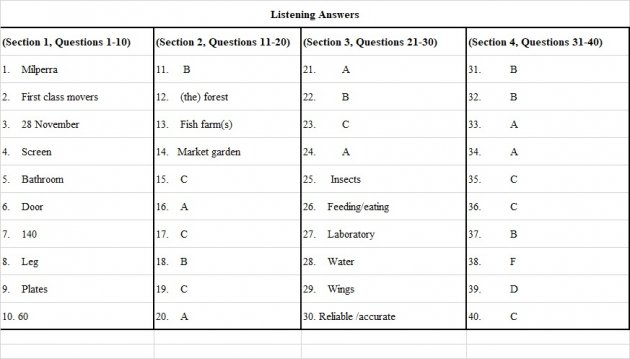 Listening Answers
(Section 1, Questions 1-10) (Section 2, Questions 11-20) (Section 3, Questions 21-30) (Section 4, Questions 31-40)
1. Milperra 11. B 21. A 31. B
2. First class movers 12. (the) forest 22. B 32. B
3. 28 November 13. Fish farm(s) 23. C 33. A
4. Screen 14. Market garden 24. A 34. A
5. Bathroom 15. C 25. Insects 35. C
6. Door 16. A 26. Feeding/eating 36. C
7. 140 17. C 27. Laboratory 37. B
8. Leg 18. B 28. Water 38. F
9. Plates 19. C 29. Wings 39. D
10. 60 20. A 30. Reliable /accurate 40. C